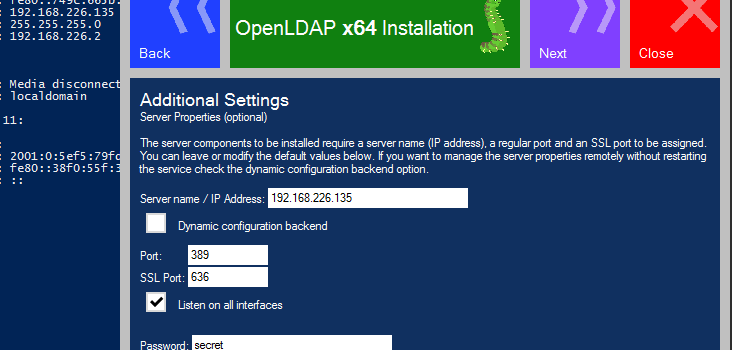 : 192.168.226.135
: 255.255.255.0
: 192.168.226.2
: Media disconnect
: localdomain
11:
: 2001:0:5ef5:79fd
: fe80::38f0:55f:3
: ::
Back
OpenLDAP x64 Installation
Next
Close
Additional Settings
Server Properties (optional)
The server components to be installed require a server name (IP address), a regular port and an SSL port to be assigned.
You can leave or modify the default values below. If you want to manage the server properties remotely without restarting
the service check the dynamic configuration backend option.
Server name / IP Address: 192.168.226.135
Dynamic configuration backend
Port: 389
SSL Port: 636
Listen on all interfaces
Password: secret